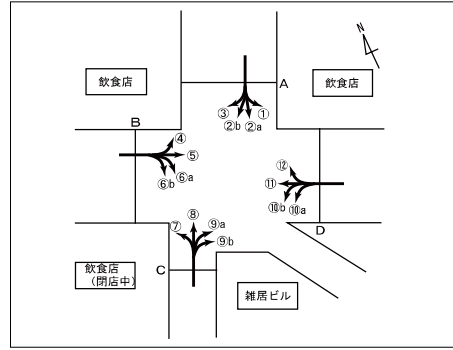 N
飲食店
A
飲食店
③
①
②b
②a
B
④
⑤
⑥a
⑥b
⑫
⑪
⑩b
⑩a
⑧
⑦
⑨a
⑨b
D
飲食店
(閉店中)
C
雑居ビル